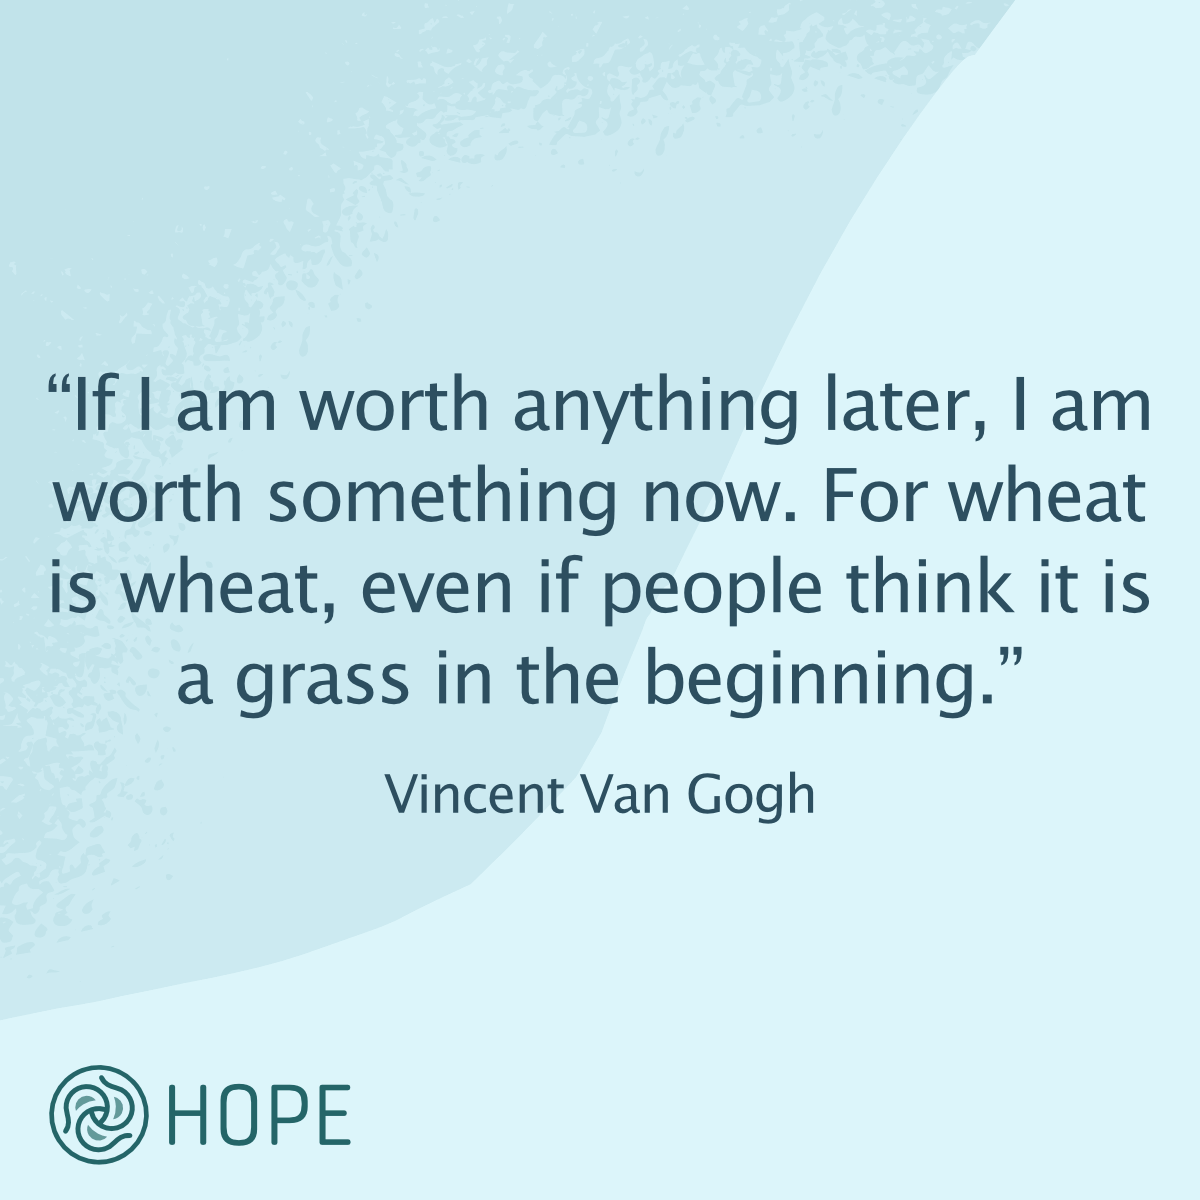 “If I am worth anything later, I am
worth something now. For wheat
is wheat, even if people think it is
a grass in the beginning.”
Vincent Van Gogh
HOPE